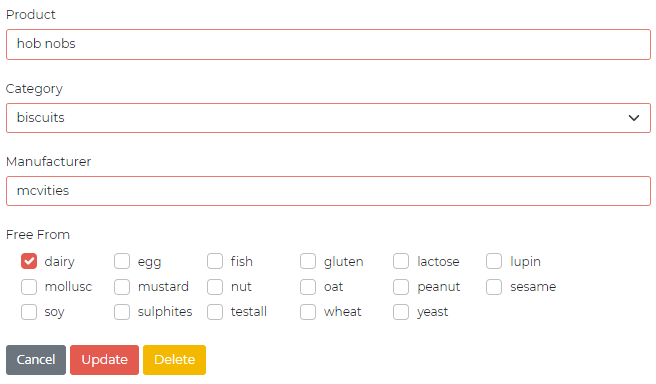 Product
hob nobs
Category
biscuits
Manufacturer
mcvities
Free From
dairy egg fish gluten lactose lupin
mollusc mustard nut oat peanut sesame
soy sulphites testall wheat yeast
Cancel Update Delete